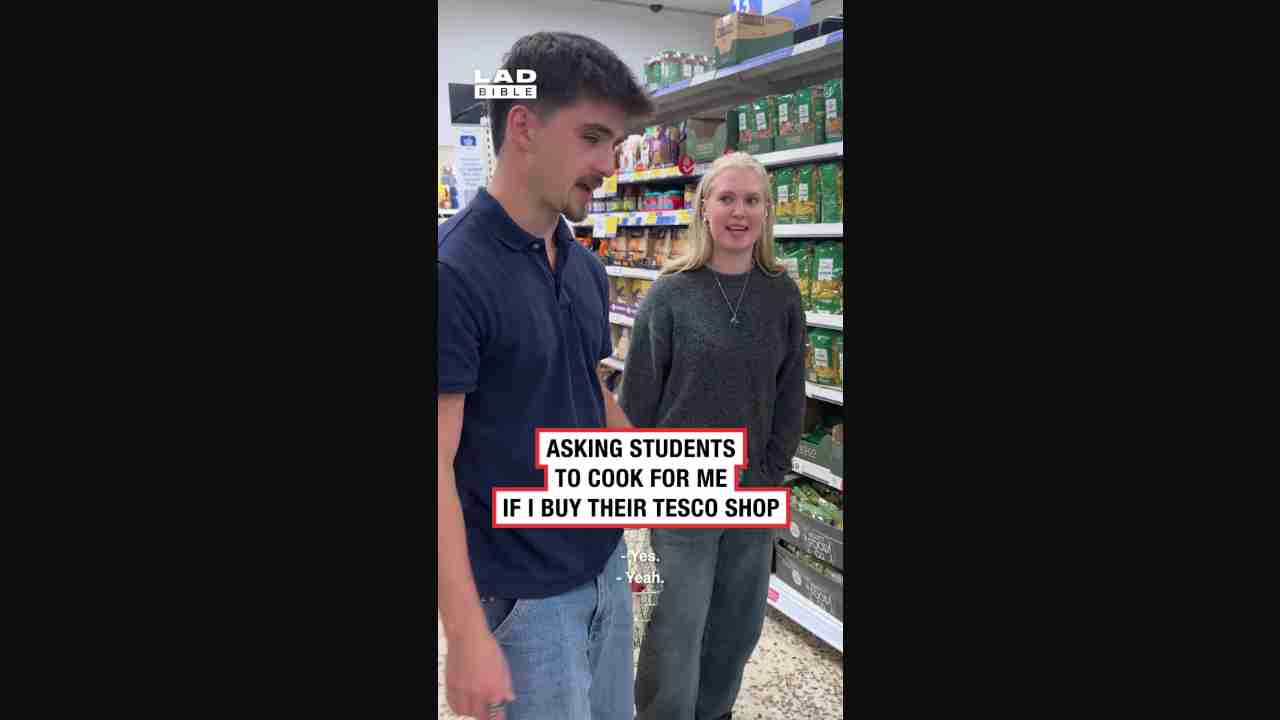 LAD
BIBLE
ASKING STUDENTS
TO COOK FOR ME
IF I BUY THEIR TESCO SHOP
- Yes.
- Yeah.